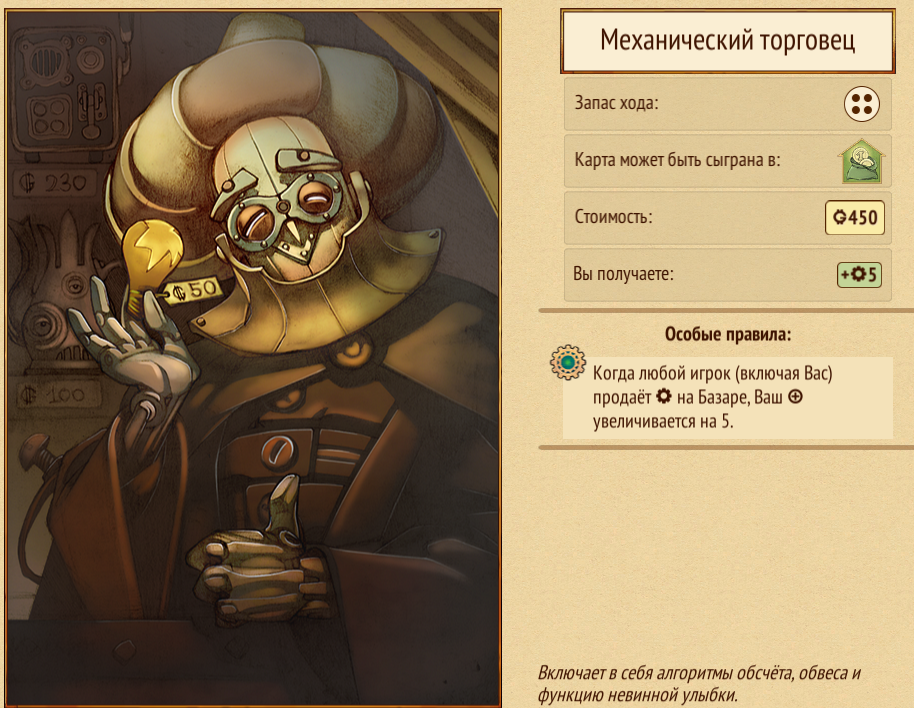 Механический торговец
Запас хода:
Карта может быть сыграна в:
Стоимость:
450
Вы получаете:
+5
Особые правила:
Когда любой игрок (включая Вас)
продаёт на Базаре, Ваш
увеличивается на 5.
230
50
100
Включает в себя алгоритмы обсчёта, обвеса и
функцию невинной улыбки.